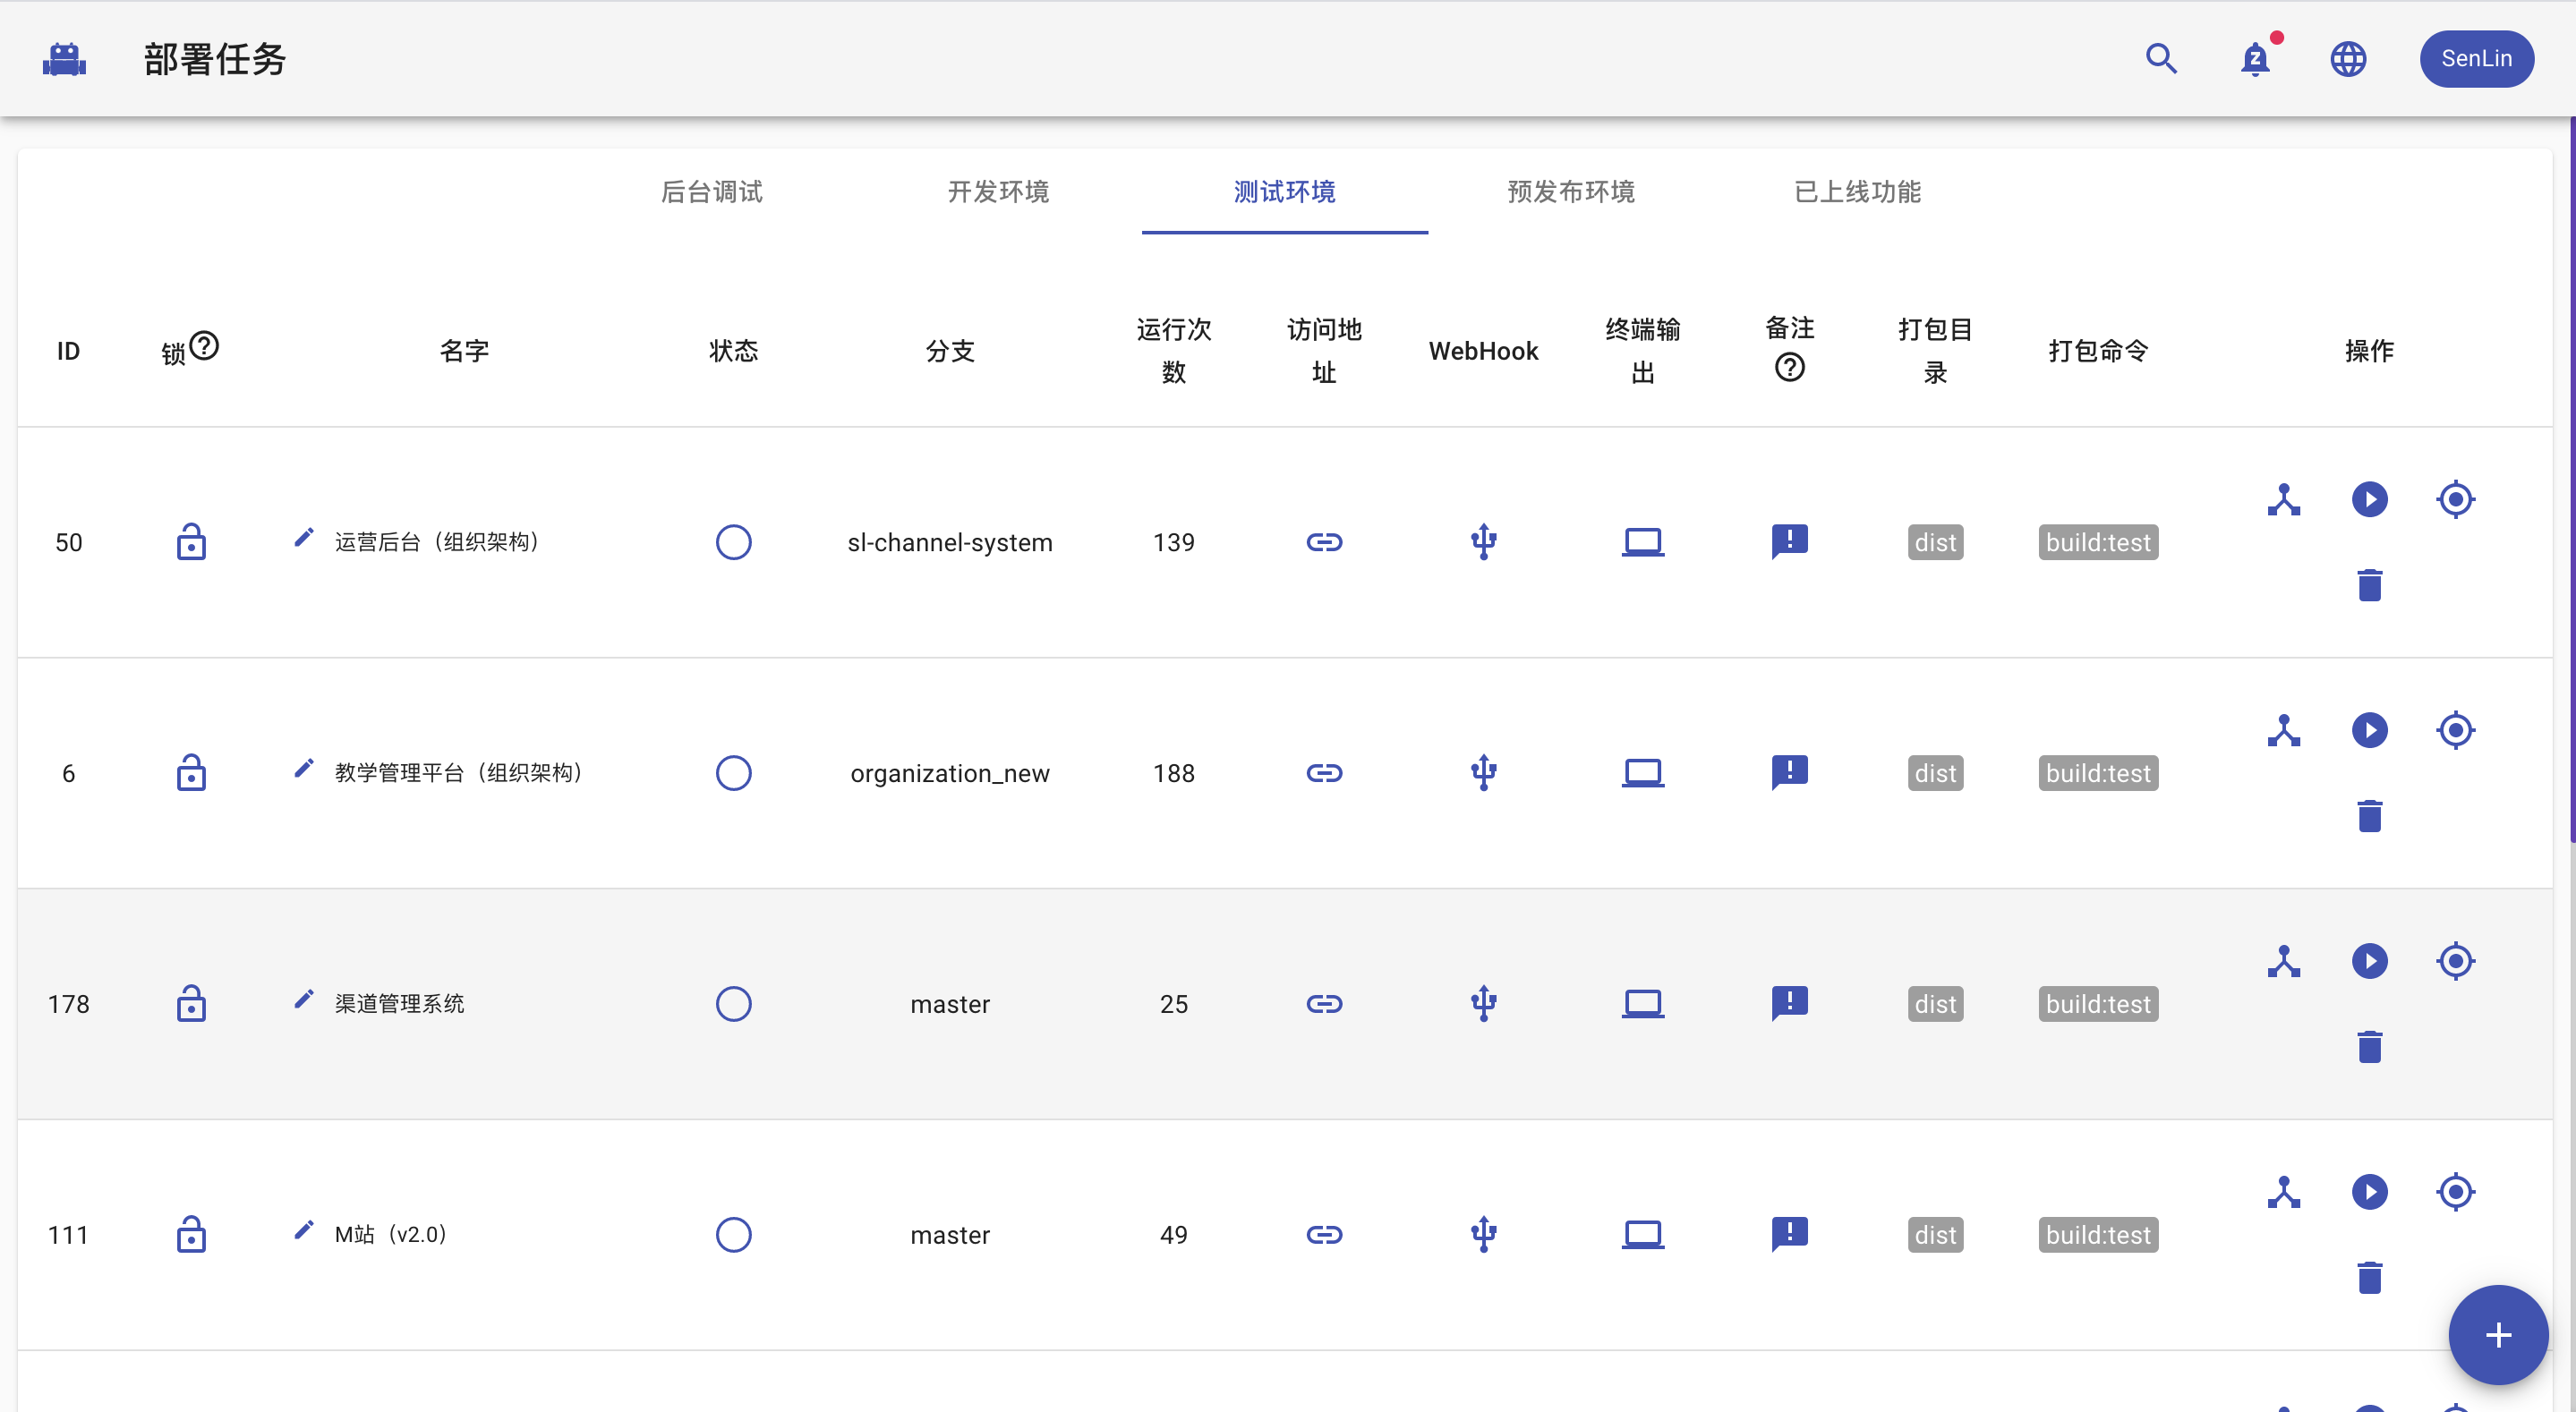 部署任务
SenLin
后台调试 开发环境 测试环境 预发布环境 已上线功能
ID 锁 名字 状态 分支 运行次数 访问地址 WebHook 终端输出 备注 打包目录 打包命令 操作
50 运营后台（组织架构） sl-channel-system 139 dist build:test
6 教学管理平台（组织架构） organization_new 188 dist build:test
178 渠道管理系统 master 25 dist build:test
111 M站（v2.0） master 49 dist build:test